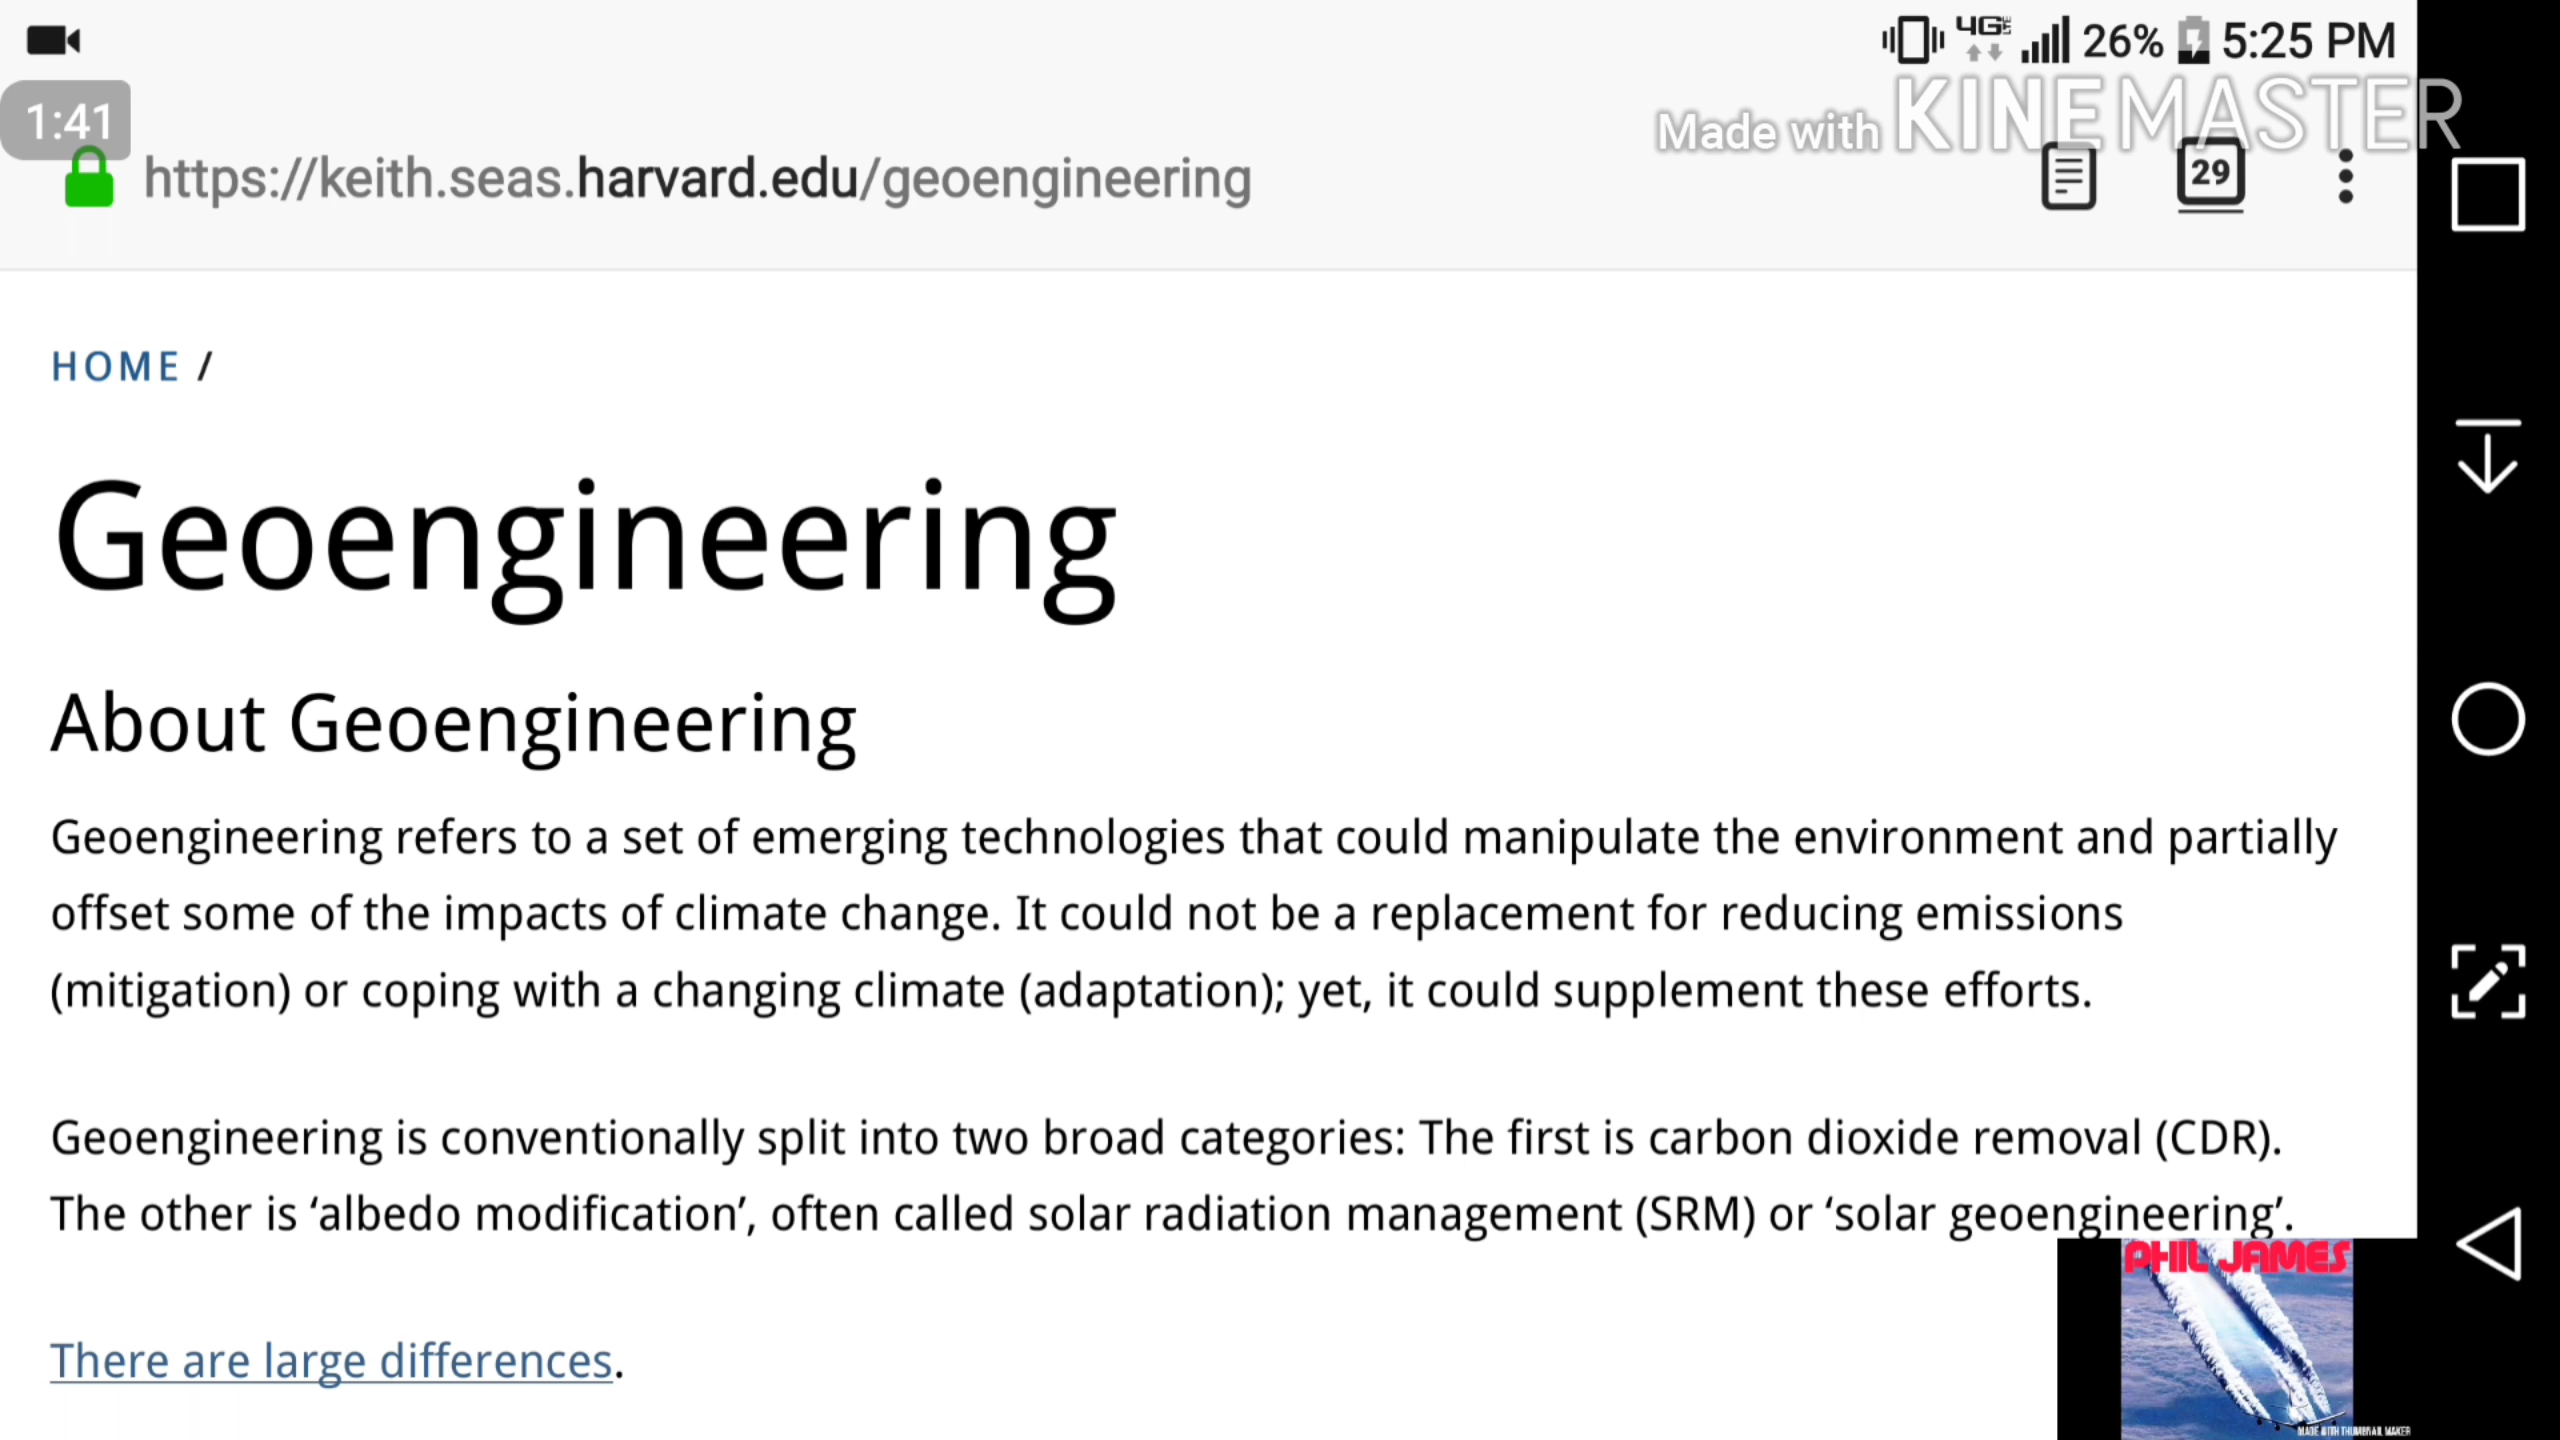 4G LTE 26% 5:25 PM
1:41
Made with KINEMASTER
https://keith.seas.harvard.edu/geoengineering
29
HOME /
Geoengineering
About Geoengineering
Geoengineering refers to a set of emerging technologies that could manipulate the environment and partially
offset some of the impacts of climate change. It could not be a replacement for reducing emissions
(mitigation) or coping with a changing climate (adaptation); yet, it could supplement these efforts.
Geoengineering is conventionally split into two broad categories: The first is carbon dioxide removal (CDR).
The other is ‘albedo modification’, often called solar radiation management (SRM) or ‘solar geoengineering’.
There are large differences.
PHIL JAMES
MADE WITH THUMBNAIL MAKER